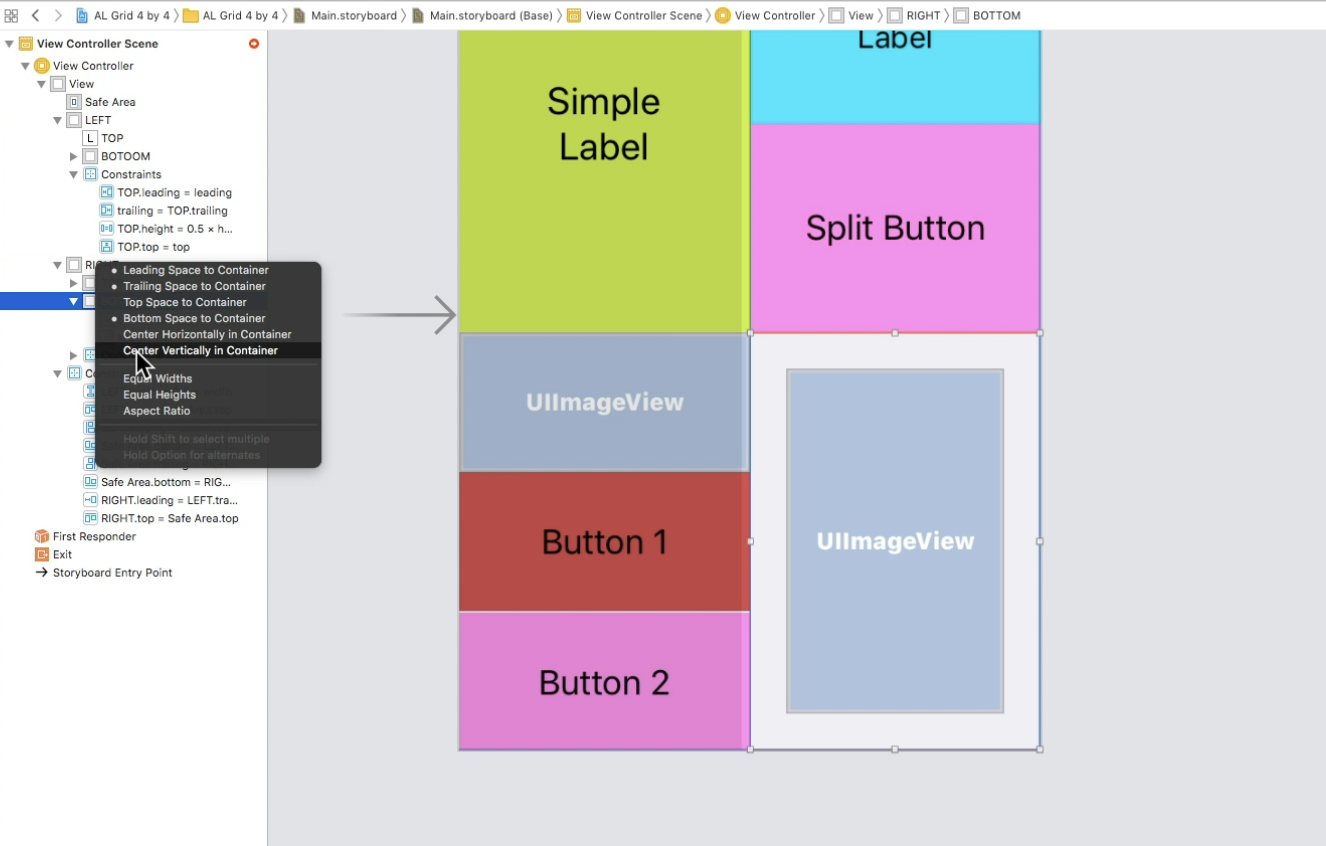 AL Grid 4 by 4 〉 AL Grid 4 by 4 〉 Main.storyboard 〉 Main.storyboard (Base) 〉 View Controller Scene 〉 View Controller 〉 View 〉 RIGHT 〉 BOTTOM
View Controller Scene
View Controller
View
Safe Area
LEFT
L TOP
BOTOOM
Constraints
TOP.leading = leading
trailing = TOP.trailing
TOP.height = 0.5 × h...
TOP.top = top
Leading Space to Container
Trailing Space to Container
Top Space to Container
Bottom Space to Container
Center Horizontally in Container
Center Vertically in Container
Equal Widths
Equal Heights
Aspect Ratio
Hold Shift to select multiple
Hold Option for alternates
Safe Area.bottom = RIG...
RIGHT.leading = LEFT.tra...
RIGHT.top = Safe Area.top
First Responder
Exit
Storyboard Entry Point
Simple
Label
UIImageView
Button 1
Button 2
Label
Split Button
UIImageView